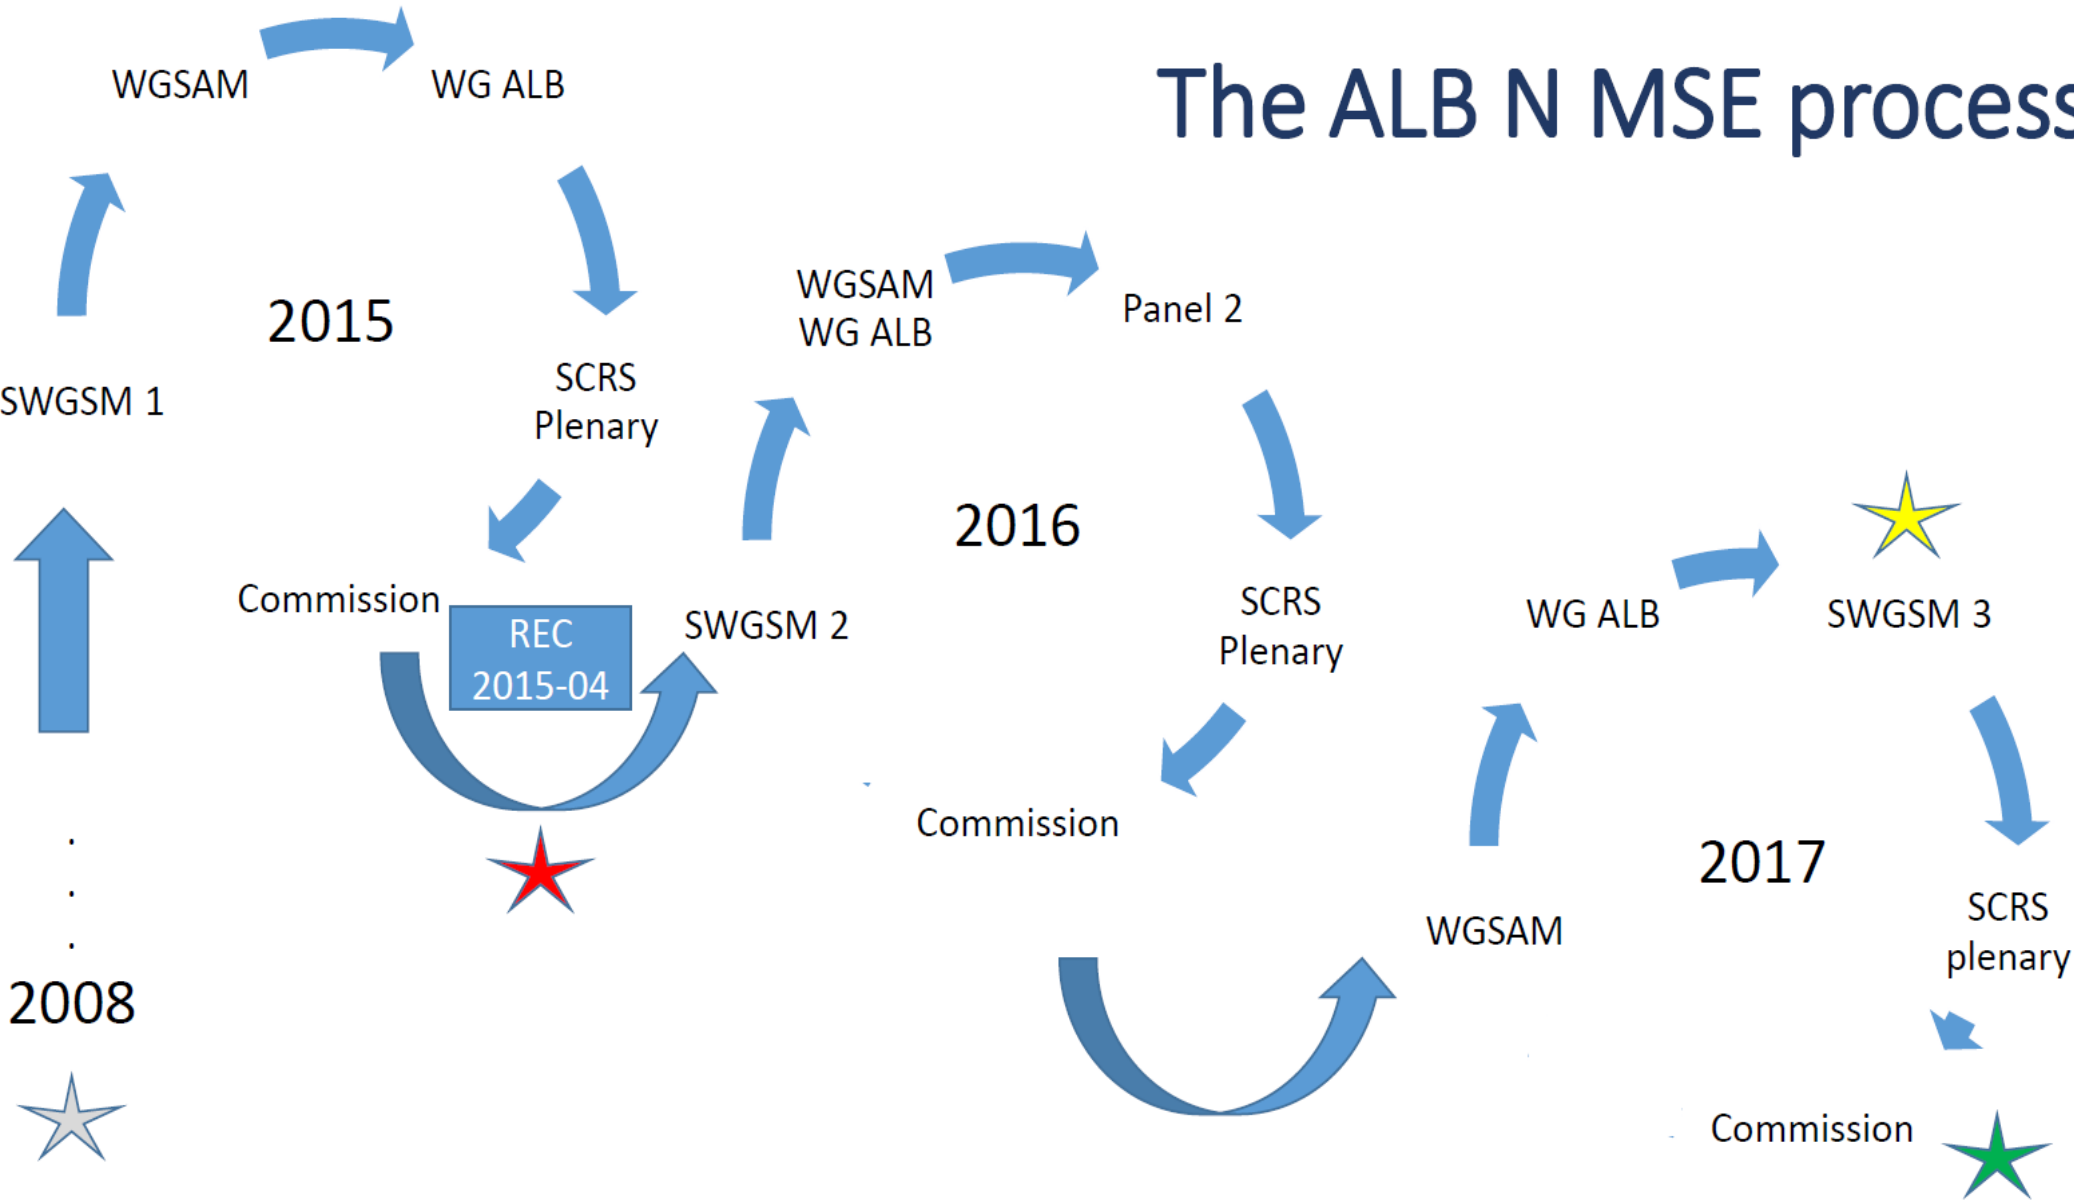 The ALB N MSE process
WGSAM
WG ALB
2015
SWGSM 1
SCRS
Plenary
Commission
REC
2015-04
SWGSM 2
WGSAM
WG ALB
Panel 2
2016
SCRS
Plenary
Commission
WGSAM
WG ALB
SWGSM 3
2017
SCRS
plenary
Commission
.
.
.
2008